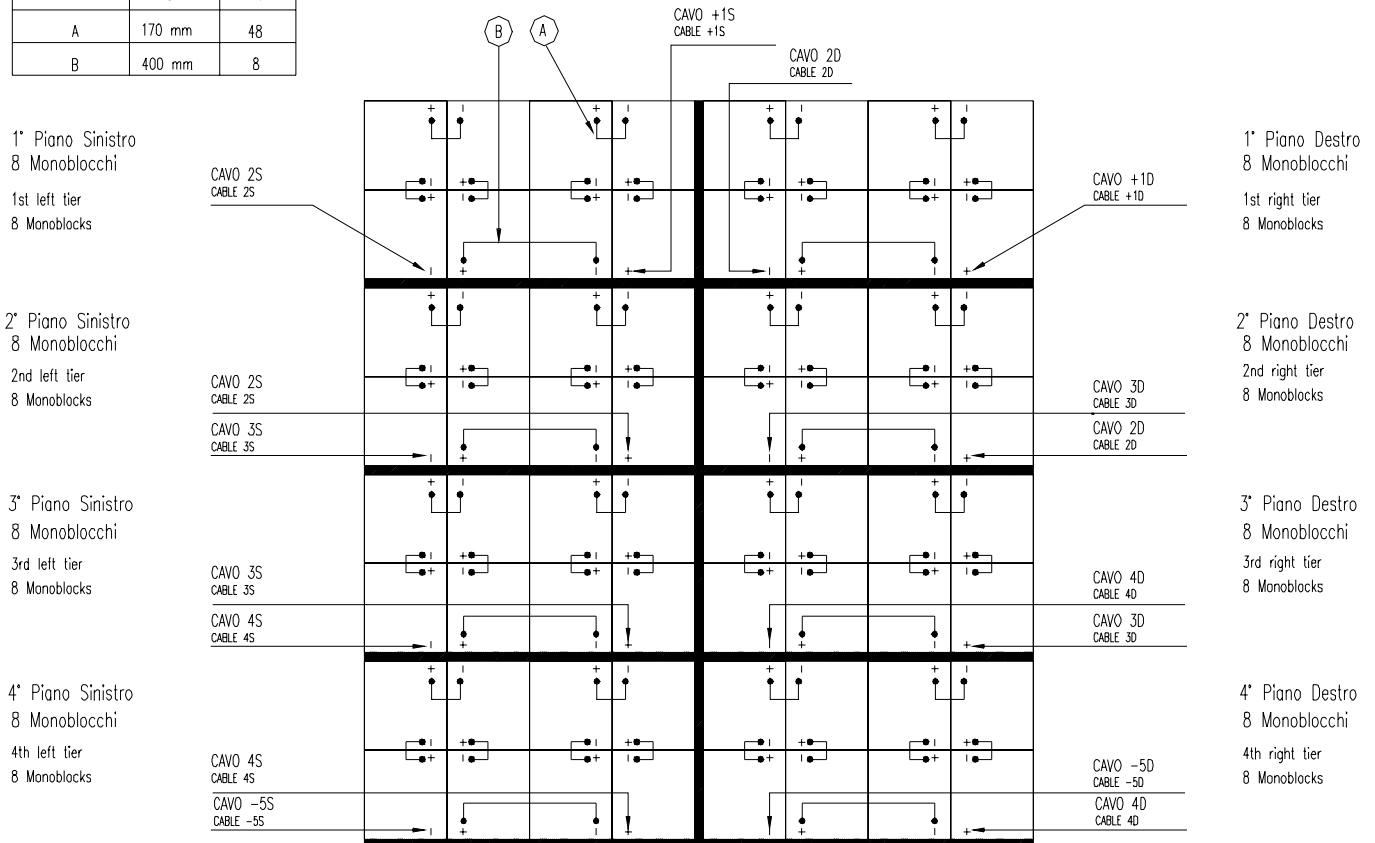 A 170 mm 48
B 400 mm 8
B A
CAVO +1S
CABLE +1S
CAVO 2D
CABLE 2D
1° Piano Sinistro
8 Monoblocchi
1st left tier
8 Monoblocks
CAVO 2S
CABLE 2S
CAVO +1D
CABLE +1D
1° Piano Destro
8 Monoblocchi
1st right tier
8 Monoblocks
2° Piano Sinistro
8 Monoblocchi
2nd left tier
8 Monoblocks
CAVO 2S
CABLE 2S
CAVO 3S
CABLE 3S
CAVO 3D
CABLE 3D
CAVO 2D
CABLE 2D
2° Piano Destro
8 Monoblocchi
2nd right tier
8 Monoblocks
3° Piano Sinistro
8 Monoblocchi
3rd left tier
8 Monoblocks
CAVO 3S
CABLE 3S
CAVO 4S
CABLE 4S
CAVO 4D
CABLE 4D
CAVO 3D
CABLE 3D
3° Piano Destro
8 Monoblocchi
3rd right tier
8 Monoblocks
4° Piano Sinistro
8 Monoblocchi
4th left tier
8 Monoblocks
CAVO 4S
CABLE 4S
CAVO -5S
CABLE -5S
CAVO -5D
CABLE -5D
CAVO 4D
CABLE 4D
4° Piano Destro
8 Monoblocchi
4th right tier
8 Monoblocks